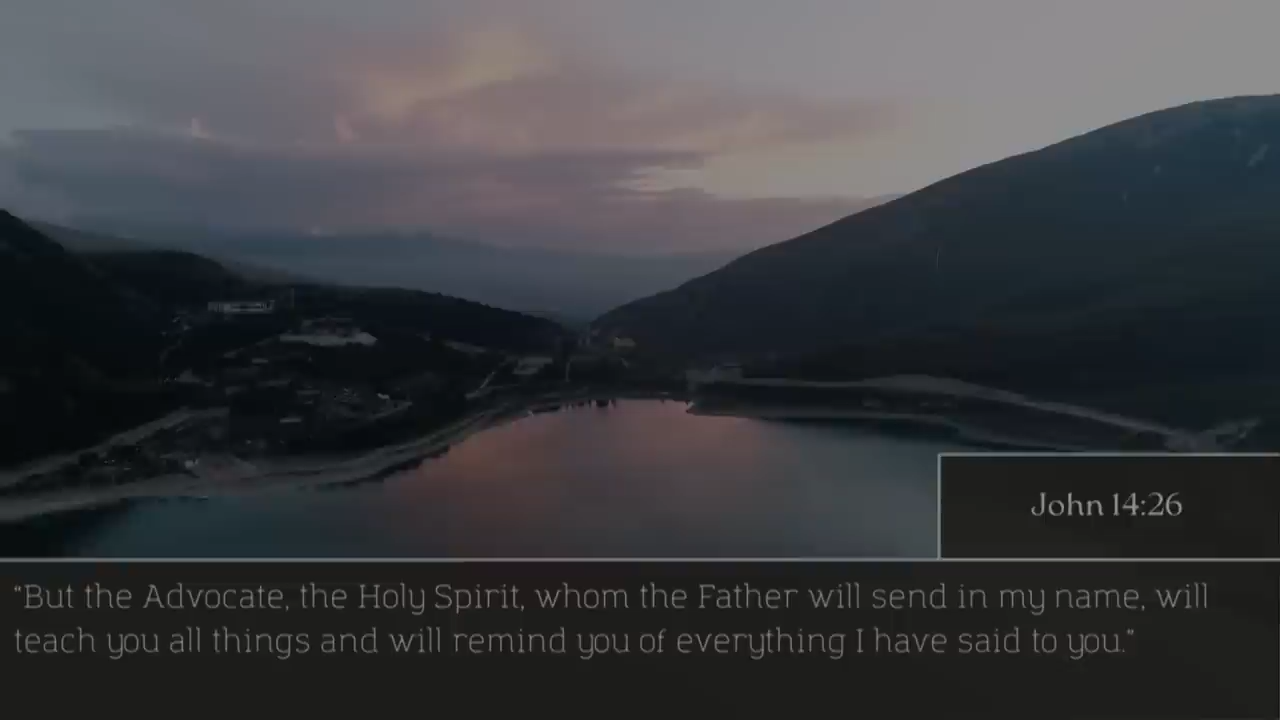 John 14:26
“But the Advocate, the Holy Spirit, whom the Father will send in my name, will
teach you all things and will remind you of everything I have said to you.”